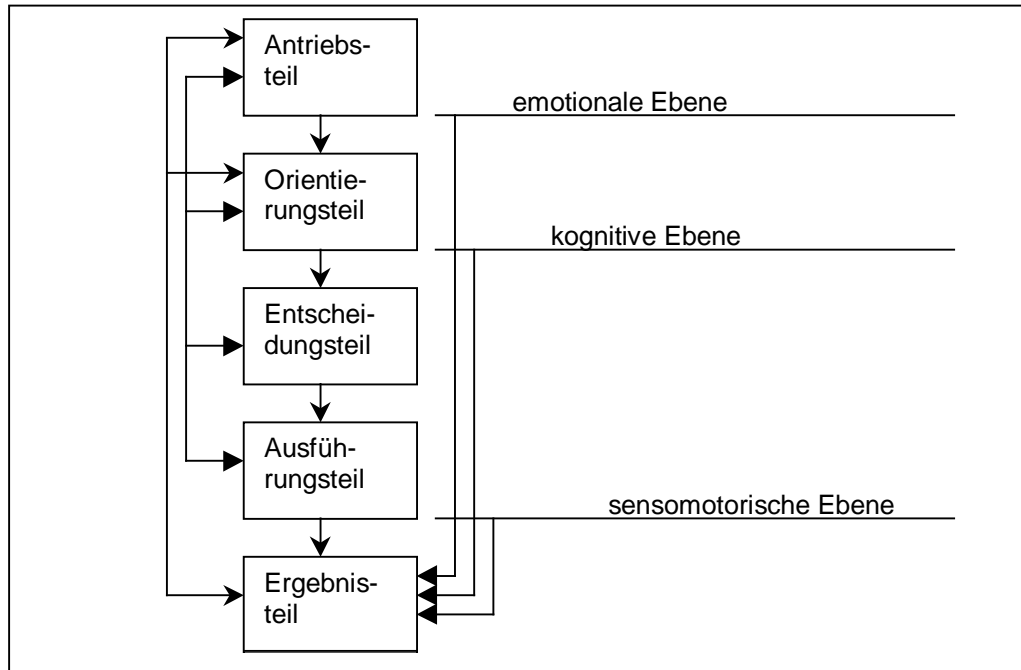 Antriebs-
teil
emotionale Ebene
Orientie-
rungsteil
kognitive Ebene
Entschei-
dungsteil
Ausfüh-
rungsteil
sensomotorische Ebene
Ergebnis-
teil